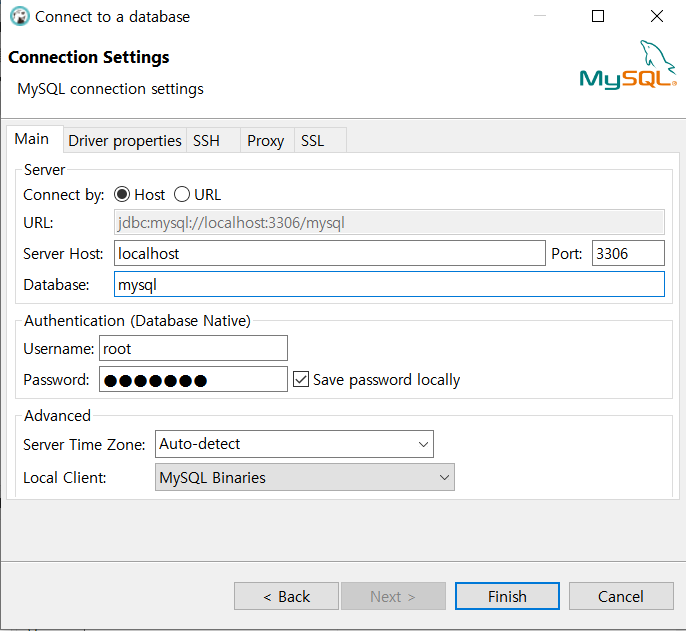 Connect to a database
Connection Settings
MySQL connection settings
MySQL®
Main Driver properties SSH Proxy SSL
Server
Connect by: Host URL
URL: jdbc:mysql://localhost:3306/mysql
Server Host: localhost Port: 3306
Database: mysql
Authentication (Database Native)
Username: root
Password: ●●●●●●● Save password locally
Advanced
Server Time Zone: Auto-detect
Local Client: MySQL Binaries
< Back Next > Finish Cancel